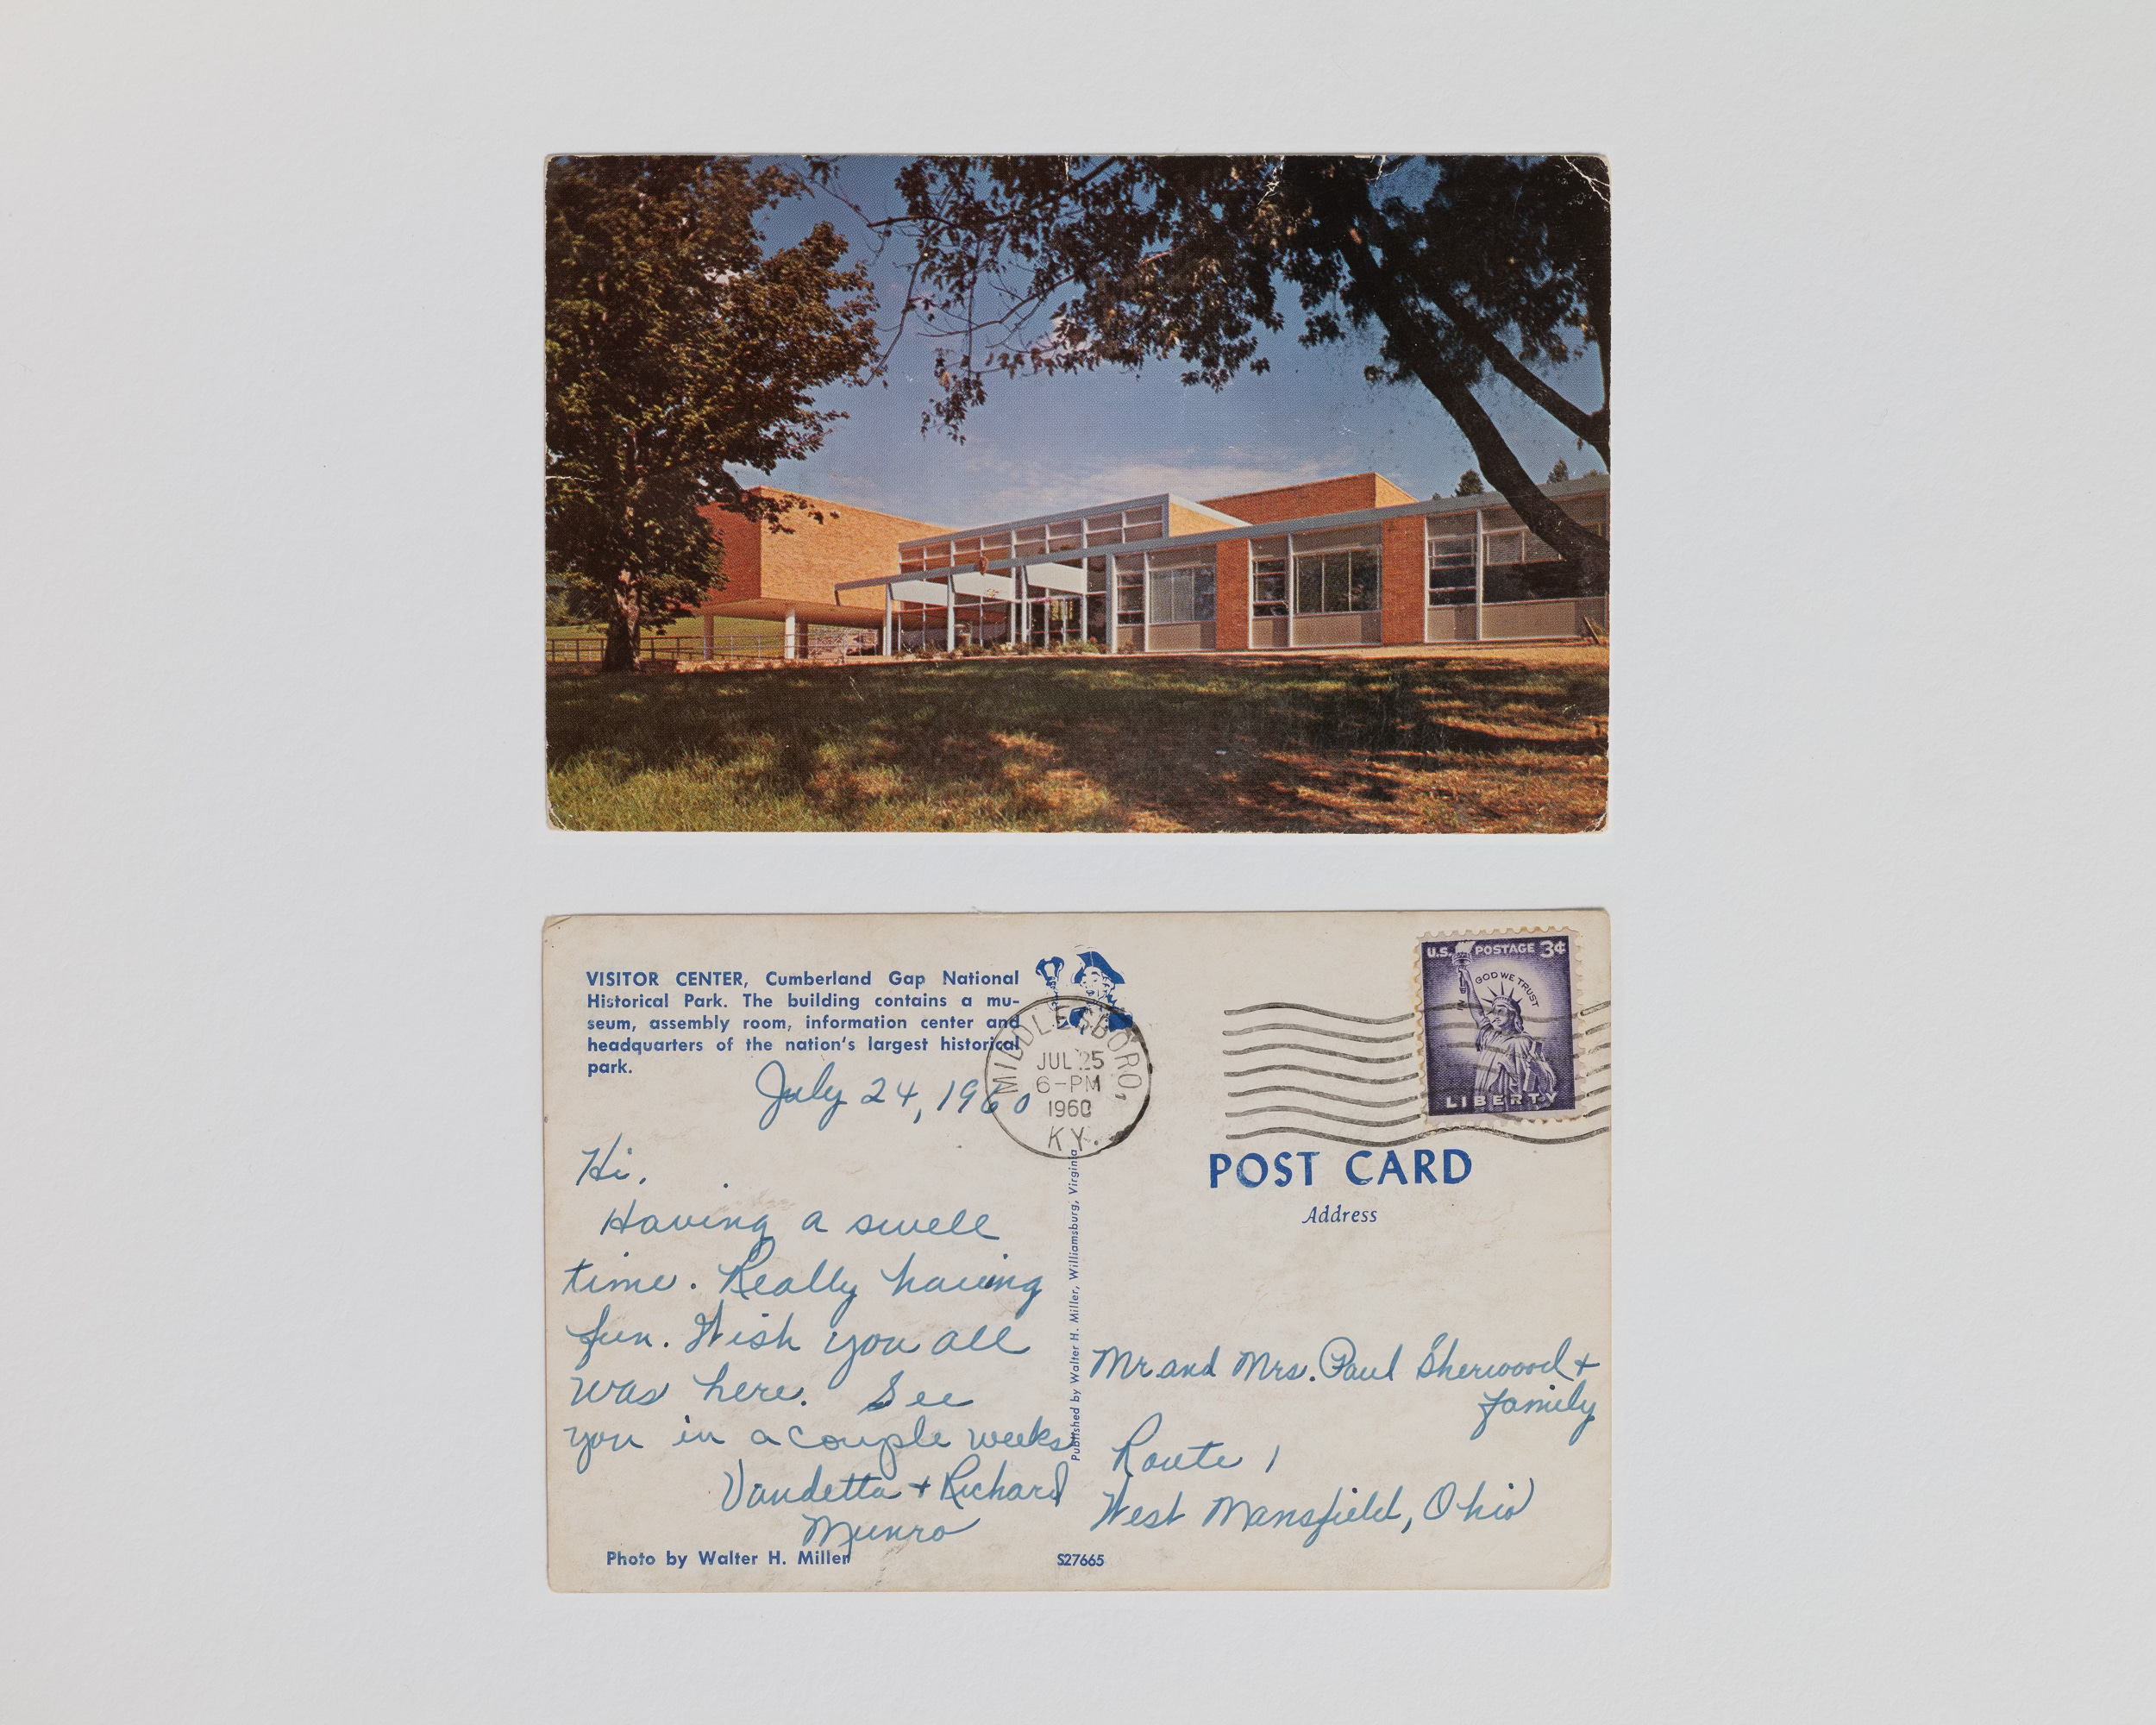 VISITOR CENTER, Cumberland Gap National
Historical Park. The building contains a mu-
seum, assembly room, information center and
headquarters of the nation's largest historical
park.
July 24, 1960
Hi.
Having a swell
time. Really having
fun. Wish you all
was here. See
you in a couple weeks
Vandetta + Richard
Munro
Photo by Walter H. Miller
S27665
Published by Walter H. Miller, Williamsburg, Virginia
MIDDLESBORO,
JUL 25
6-PM
1960
KY.
U.S. POSTAGE 3¢
IN GOD WE TRUST
LIBERTY
POST CARD
Address
Mr. and Mrs. Paul Sherwood +
family
Route 1
West Mansfield, Ohio